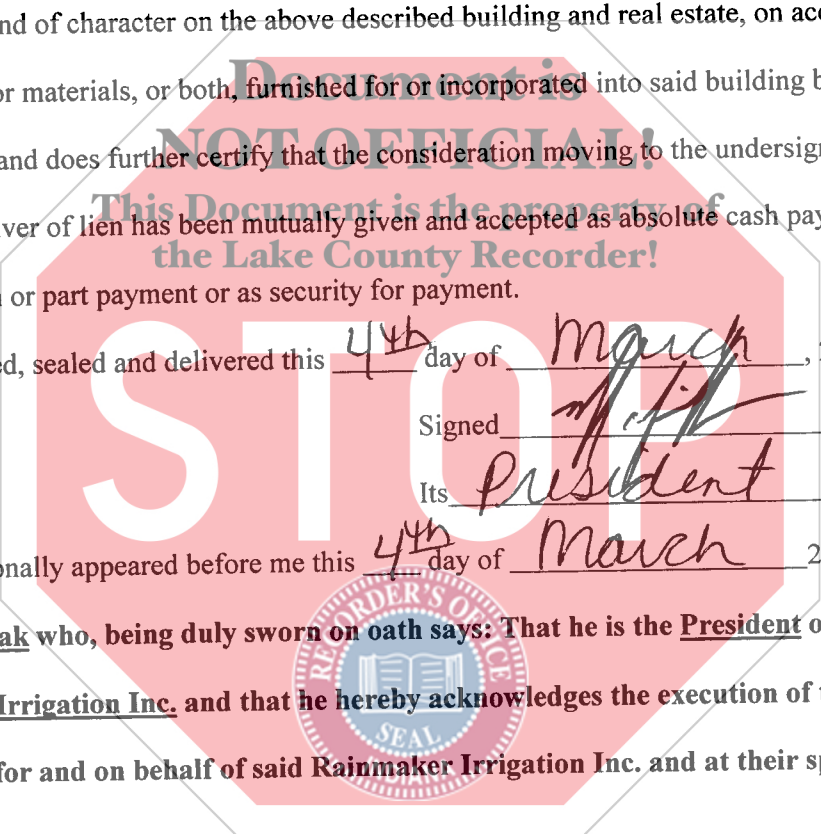 nd of character on the above described building and real estate, on acc
or materials, or both, furnished for or incorporated into said building b
Document is
and does further certify that the consideration moving to the undersign
NOT OFFICIAL!
iver of lien has been mutually given and accepted as absolute cash pay
This Document is the property of
the Lake County Recorder!
or part payment or as security for payment.
ed, sealed and delivered this 4th day of March,
STOP
Signed
Its President
onally appeared before me this 4th day of March 2
RECORDER'S OFFICE
ak who, being duly sworn on oath says: That he is the President o
Irrigation Inc. and that he hereby acknowledges the execution of
SEAL
for and on behalf of said Rainmaker Irrigation Inc. and at their sp
INDIANA